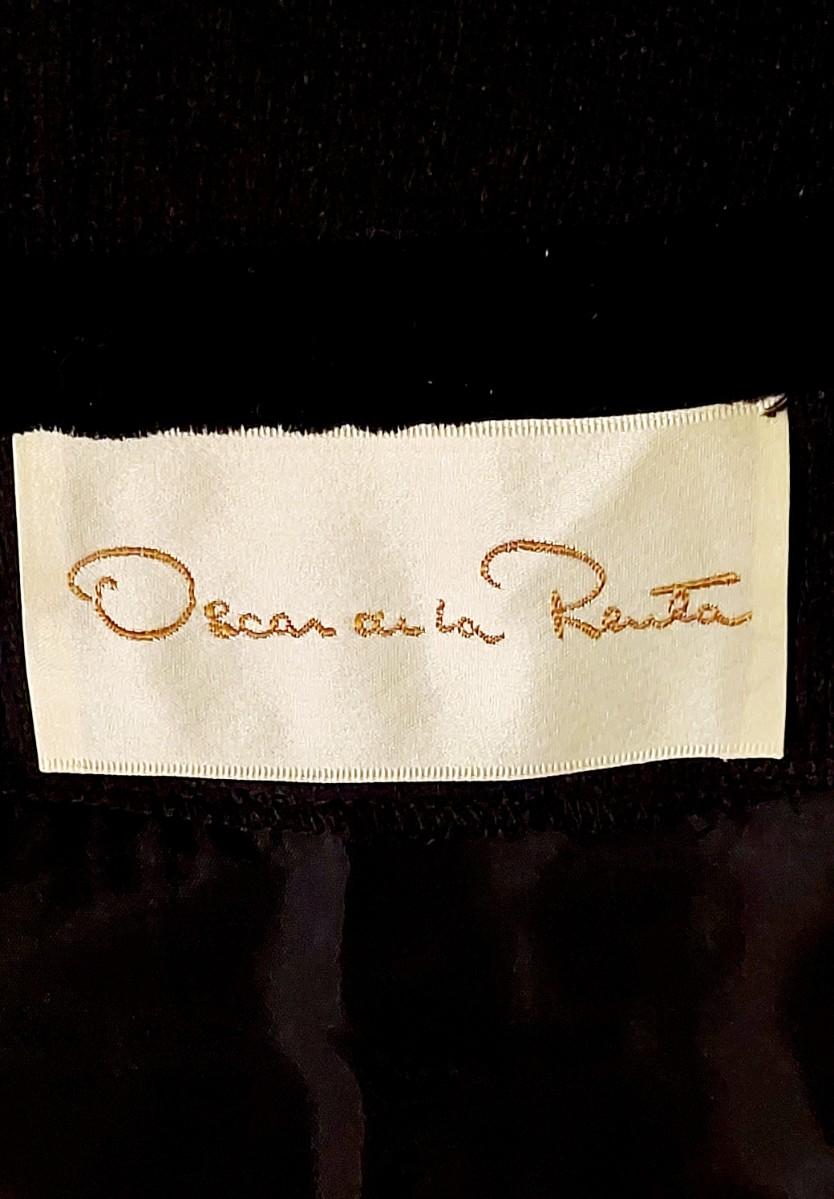 Oscar de la Renta